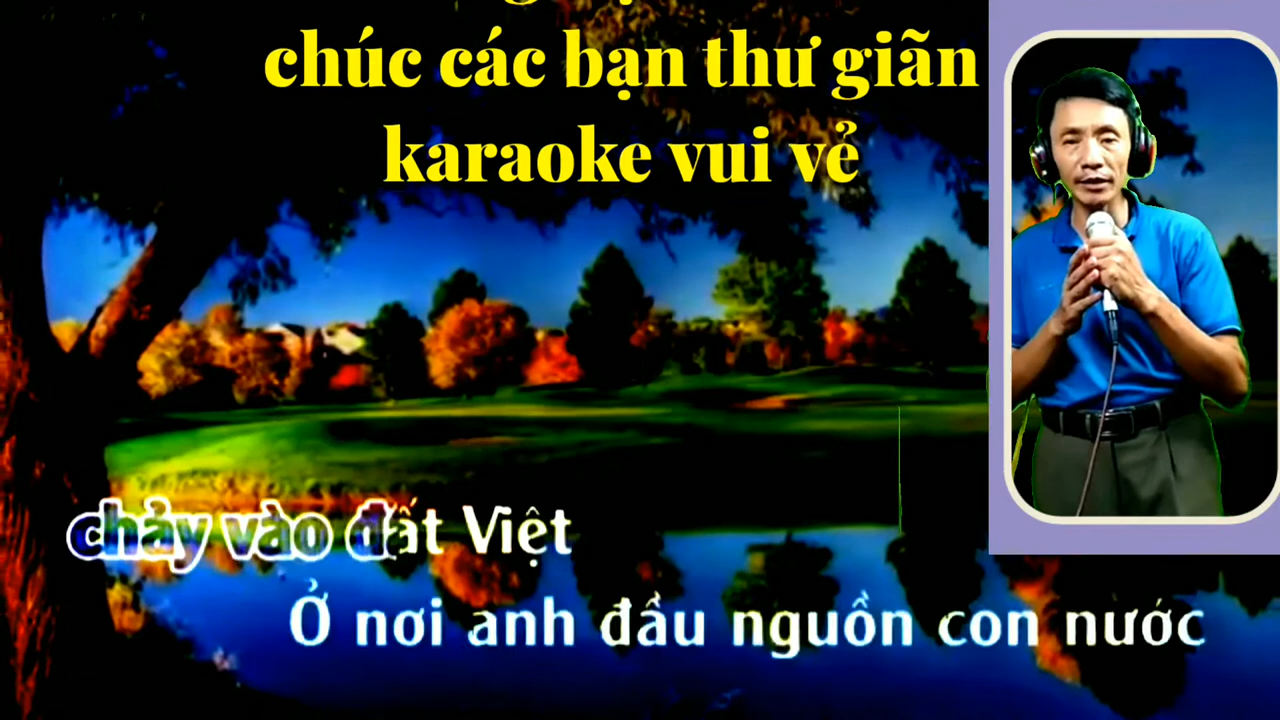 chúc các bạn thư giãn
karaoke vui vẻ
chảy vào đất Việt
Ở nơi anh đầu nguồn con nước